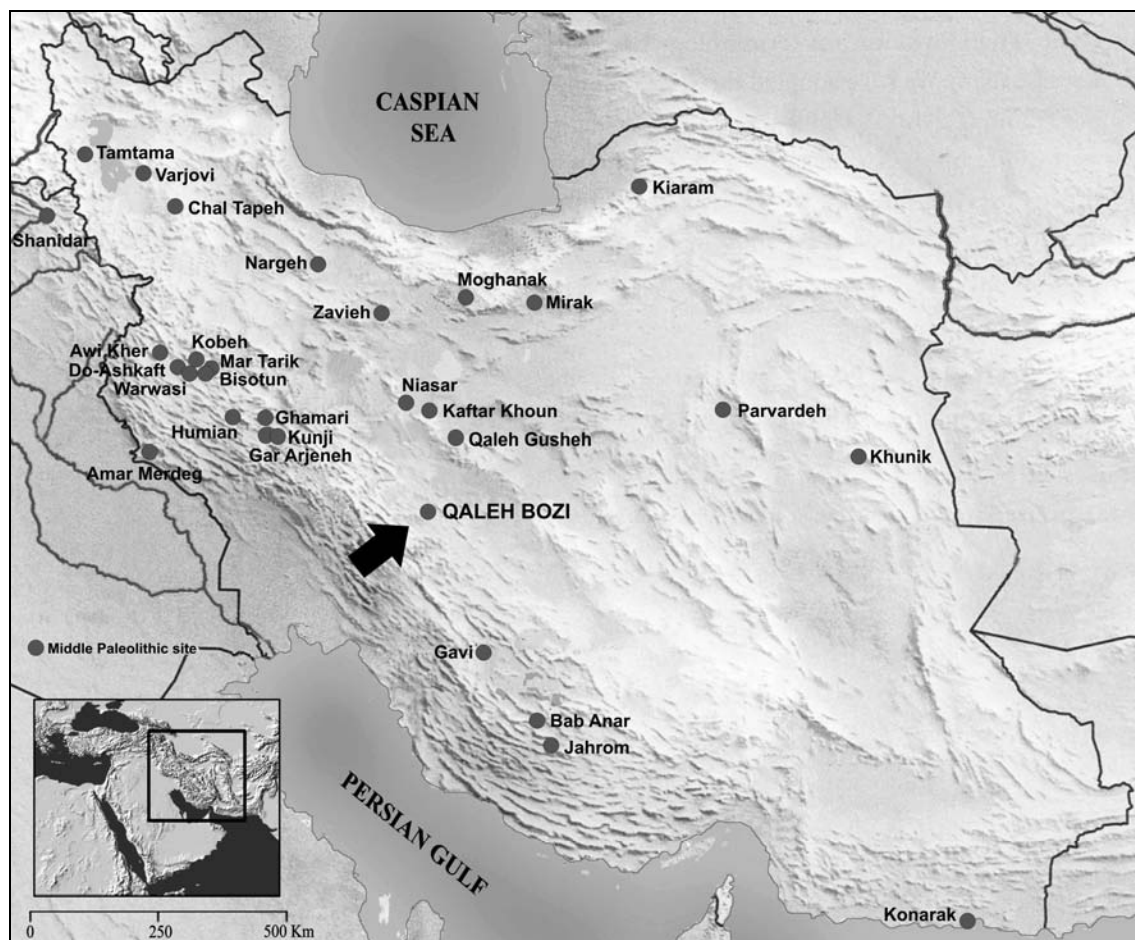 CASPIAN
SEA
Tamtama
Varjovi
Kiaram
Chal Tapeh
Shanidar
Nargeh
Moghanak
Mirak
Zavieh
Kobeh
Awi Kher
Mar Tarik
Do-Ashkaft
Bisotun
Warwasi
Niasar
Kaftar Khoun
Parvardeh
Ghamari
Humian
Kunji
Qaleh Gusheh
Gar Arjeneh
Khunik
Amar Merdeg
QALEH BOZI
Middle Paleolithic site
Gavi
Bab Anar
Jahrom
PERSIAN GULF
Konarak
0 250 500 Km